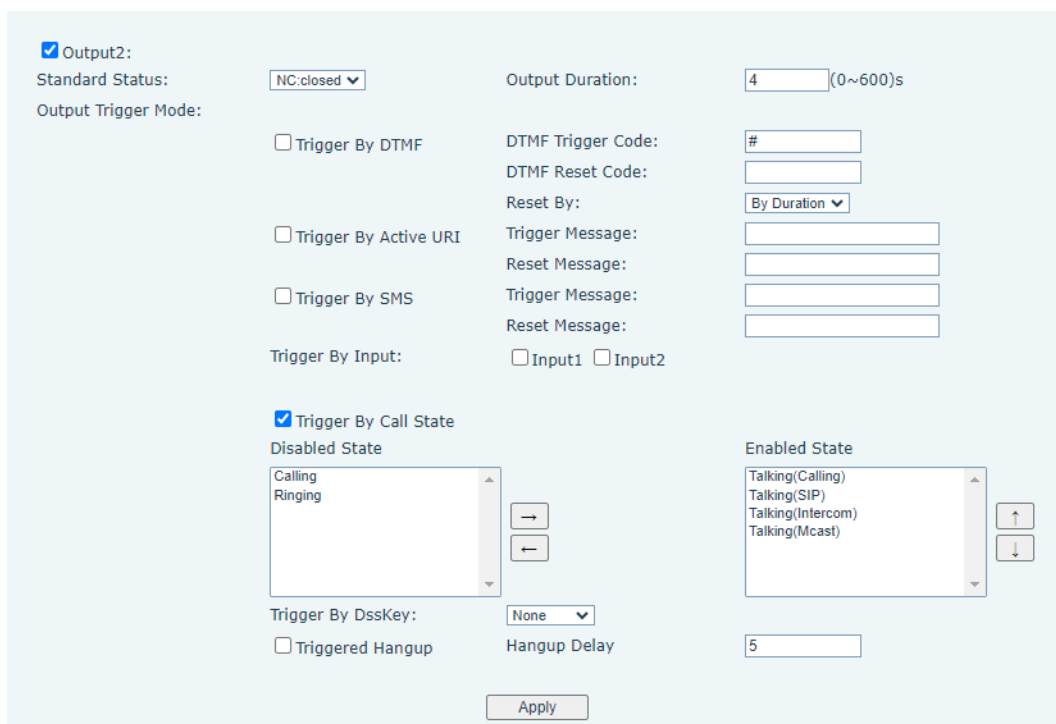 Output2:
Standard Status: NC:closed Output Duration: 4 (0~600)s
Output Trigger Mode:
Trigger By DTMF DTMF Trigger Code: #
DTMF Reset Code:
Reset By: By Duration
Trigger By Active URI Trigger Message:
Reset Message:
Trigger By SMS Trigger Message:
Reset Message:
Trigger By Input: Input1 Input2
Trigger By Call State
Disabled State Enabled State
Calling Talking(Calling)
Ringing Talking(SIP)
→ Talking(Intercom) ↑
← Talking(Mcast) ↓
Trigger By DssKey: None
Triggered Hangup Hangup Delay 5
Apply